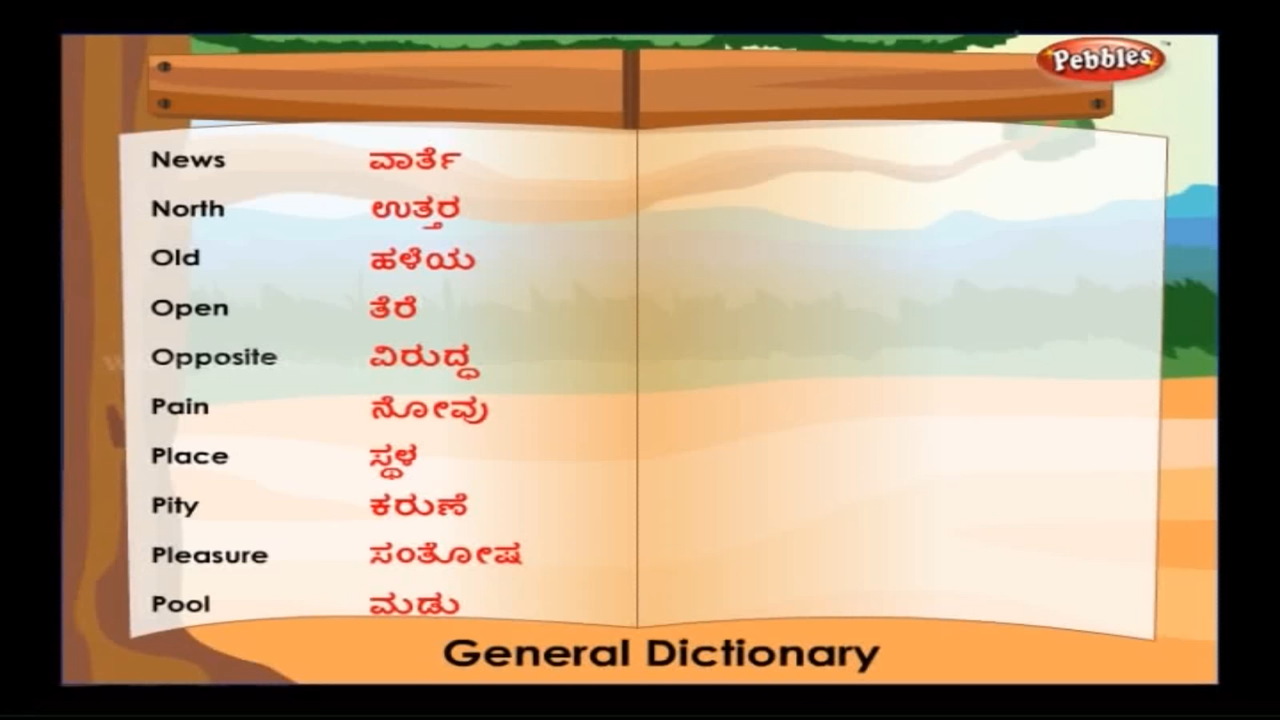 Pebbles
News ವಾರ್ತೆ
North ಉತ್ತರ
Old ಹಳೆಯ
Open ತೆರೆ
Opposite ವಿರುದ್ಧ
Pain ನೋವು
Place ಸ್ಥಳ
Pity ಕರುಣೆ
Pleasure ಸಂತೋಷ
Pool ಮಡು
General Dictionary